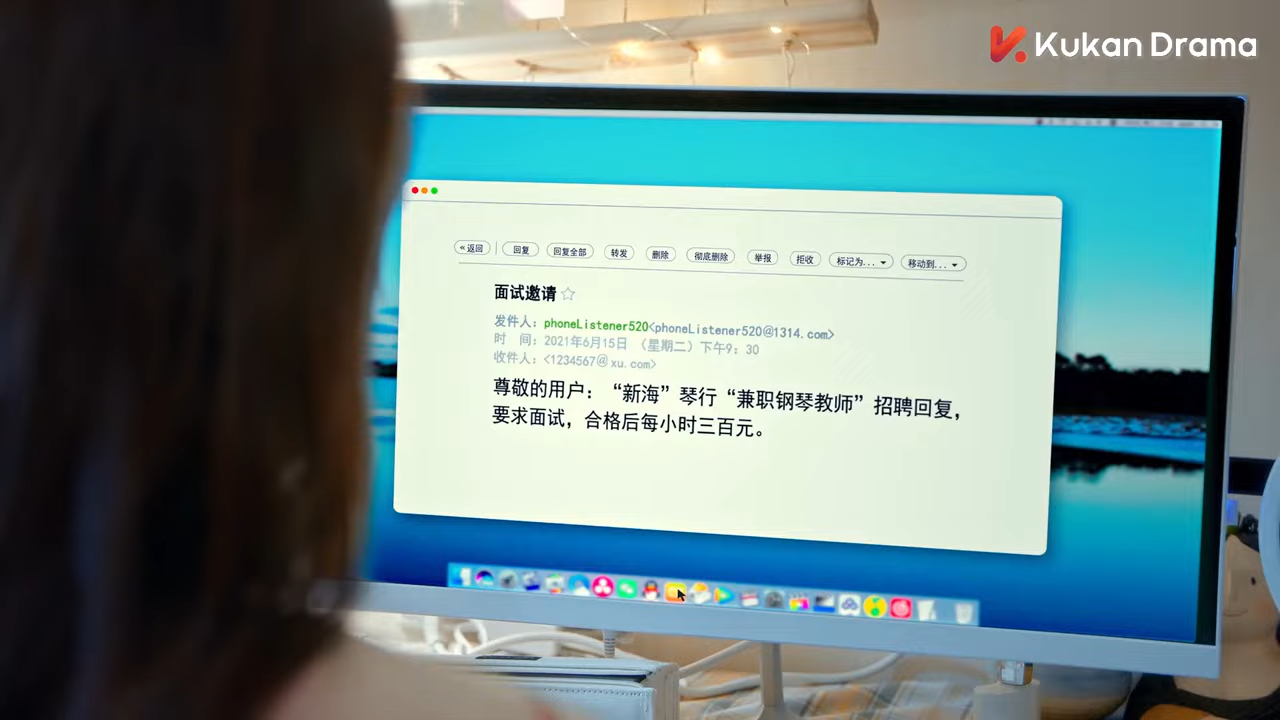 Kukan Drama
«返回 回复 回复全部 转发 删除 彻底删除 举报 拒收 标记为... 移动到...
面试邀请☆
发件人：phoneListener520<phoneListener520@1314.com>
时 间：2021年6月15日 （星期二）下午9：30
收件人：<1234567@xu.com>
尊敬的用户：“新海”琴行“兼职钢琴教师”招聘回复，
要求面试，合格后每小时三百元。